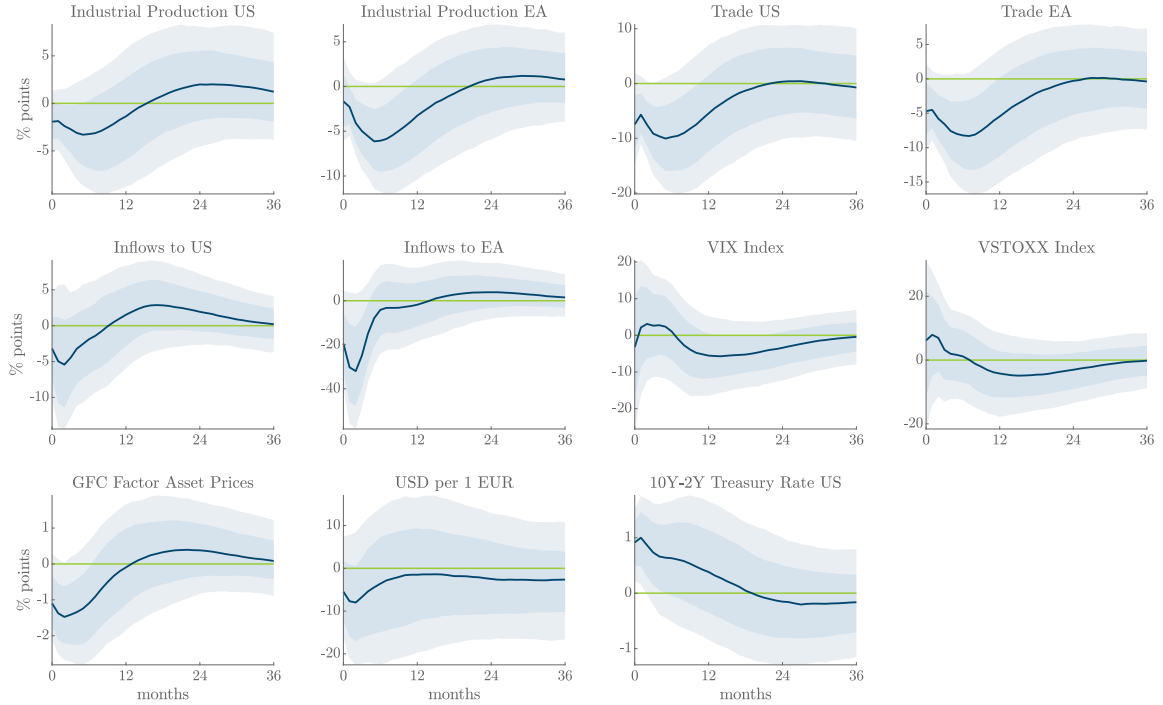 Industrial Production US
Industrial Production EA
Trade US
Trade EA
% points
5
0
-5
0 12 24 36
5
0
-5
-10
0 12 24 36
10
0
-10
-20
0 12 24 36
5
0
-5
-10
-15
0 12 24 36
Inflows to US
Inflows to EA
VIX Index
VSTOXX Index
% points
5
0
-5
-10
0 12 24 36
0
-20
-40
0 12 24 36
20
10
0
-10
-20
0 12 24 36
20
0
-20
0 12 24 36
GFC Factor Asset Prices
USD per 1 EUR
10Y-2Y Treasury Rate US
% points
1
0
-1
-2
0 12 24 36
months
10
0
-10
-20
0 12 24 36
months
1
0
-1
0 12 24 36
months